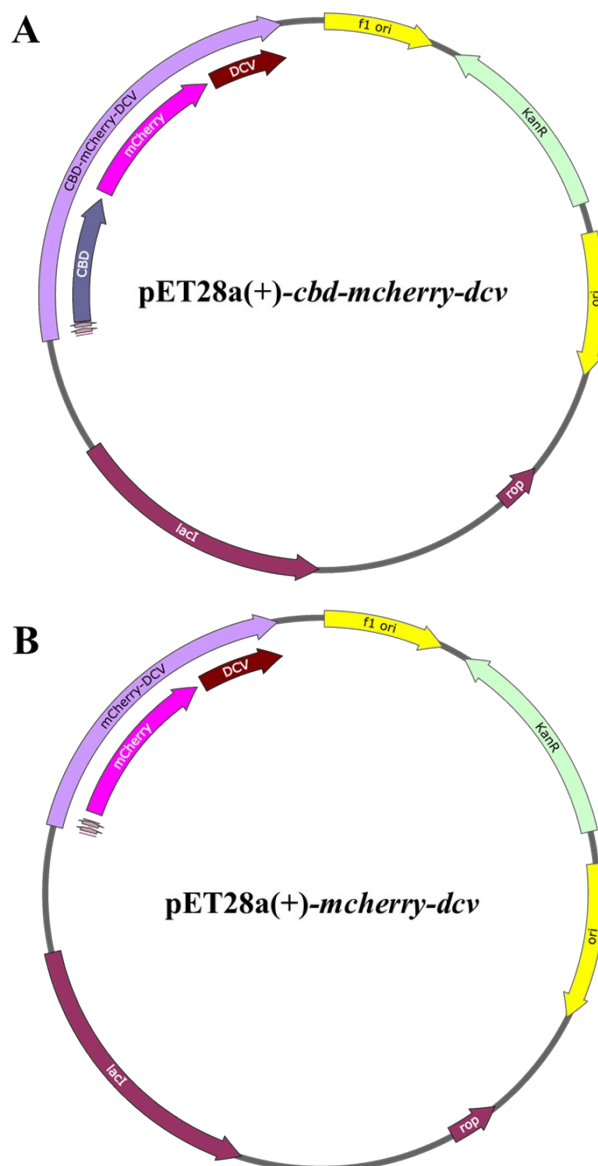 A
f1 ori
DCV
KanR
CBD-mCherry-DCV
mCherry
CBD
pET28a(+)-cbd-mcherry-dcv
ori
rop
lacI
B
f1 ori
DCV
mCherry-DCV
KanR
mCherry
pET28a(+)-mcherry-dcv
ori
lacI
rop